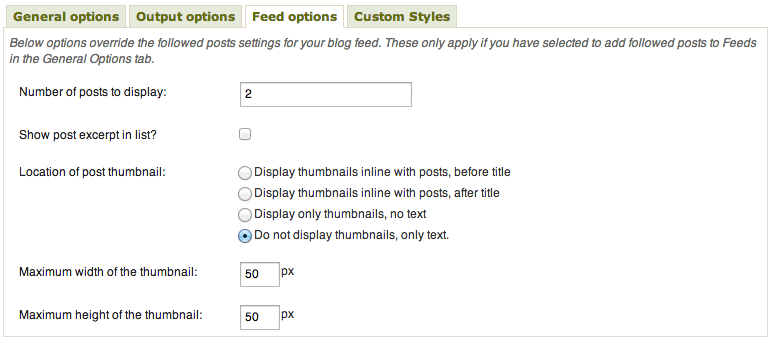 General options Output options Feed options Custom Styles
Below options override the followed posts settings for your blog feed. These only apply if you have selected to add followed posts to Feeds
in the General Options tab.
Number of posts to display: 2
Show post excerpt in list?
Location of post thumbnail: Display thumbnails inline with posts, before title
Display thumbnails inline with posts, after title
Display only thumbnails, no text
Do not display thumbnails, only text.
Maximum width of the thumbnail: 50 px
Maximum height of the thumbnail: 50 px